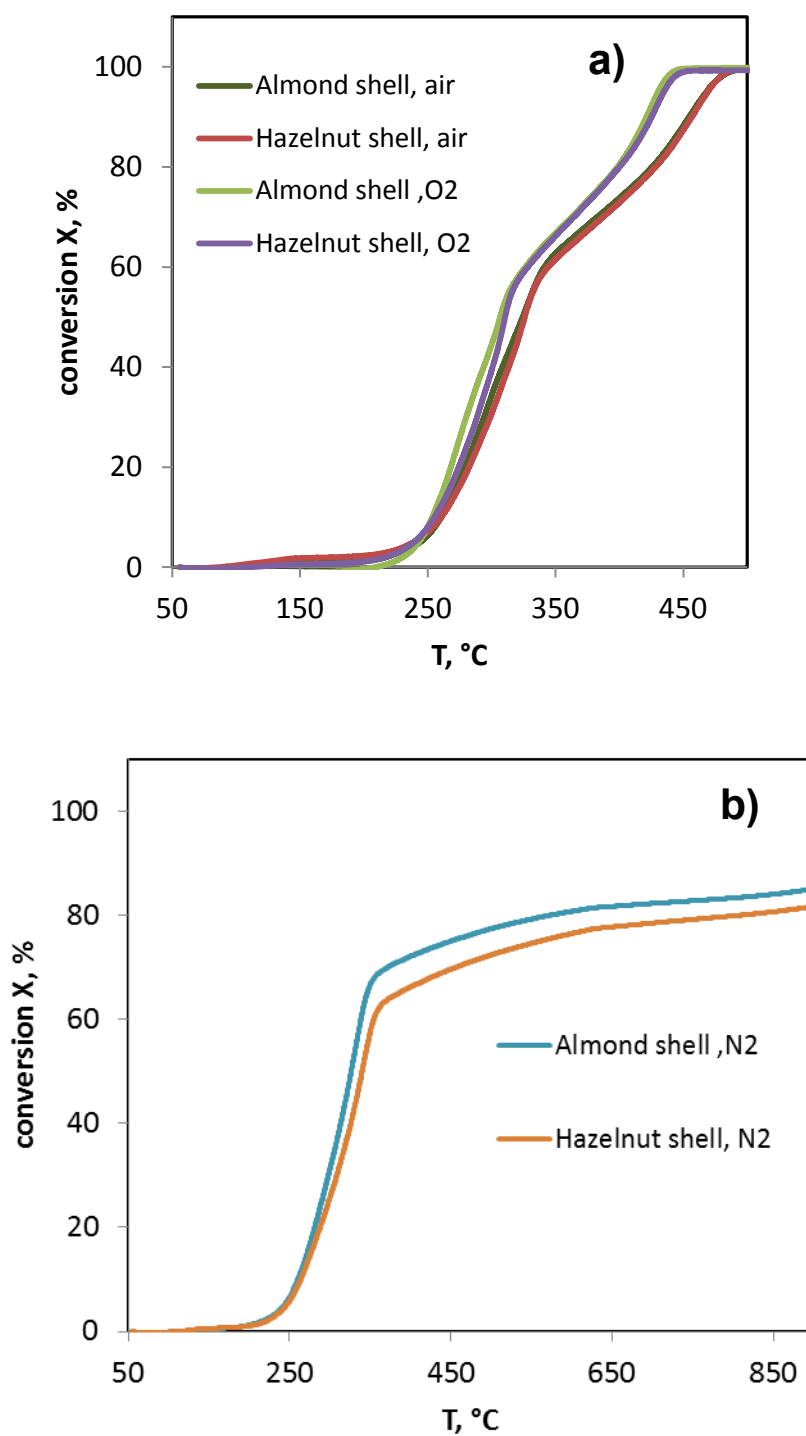 a)
100
80
60
40
20
0
conversion X, %
Almond shell, air
Hazelnut shell, air
Almond shell ,O2
Hazelnut shell, O2
50 150 250 350 450
T, °C
b)
100
80
60
40
20
0
conversion X, %
Almond shell ,N2
Hazelnut shell, N2
50 250 450 650 850
T, °C